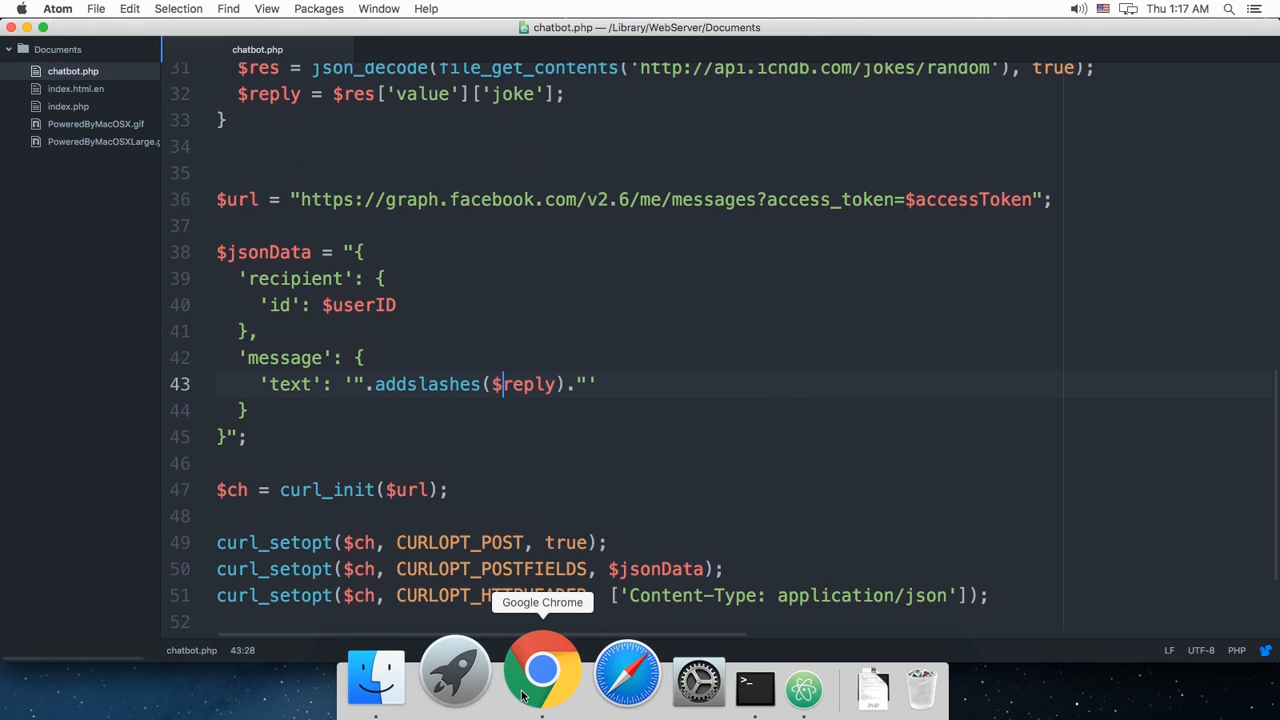 Atom File Edit Selection Find View Packages Window Help Thu 1:17 AM
chatbot.php — /Library/WebServer/Documents
Documents
chatbot.php
index.html.en
index.php
PoweredByMacOSX.gif
PoweredByMacOSXLarge.g
chatbot.php
31 $res = json_decode(file_get_contents('http://api.icndb.com/jokes/random'), true);
32 $reply = $res['value']['joke'];
33 }
34
35
36 $url = "https://graph.facebook.com/v2.6/me/messages?access_token=$accessToken";
37
38 $jsonData = "{
39 'recipient': {
40 'id': $userID
41 },
42 'message': {
43 'text': '".addslashes($reply)."'
44 }
45 }";
46
47 $ch = curl_init($url);
48
49 curl_setopt($ch, CURLOPT_POST, true);
50 curl_setopt($ch, CURLOPT_POSTFIELDS, $jsonData);
51 curl_setopt($ch, CURLOPT_HTTPHEADER, ['Content-Type: application/json']);
52
Google Chrome
chatbot.php 43:28 LF UTF-8 PHP
PHP